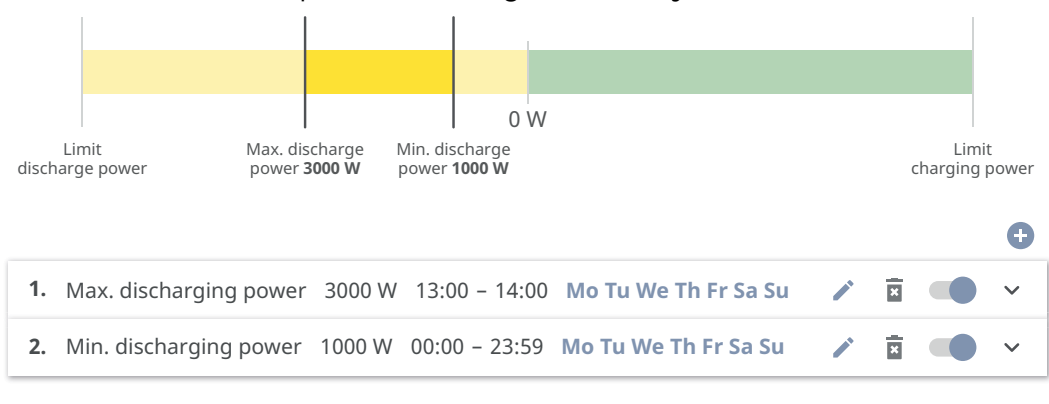 0 W
Limit
discharge power
Max. discharge
power 3000 W
Min. discharge
power 1000 W
Limit
charging power
1. Max. discharging power 3000 W 13:00 – 14:00 Mo Tu We Th Fr Sa Su
2. Min. discharging power 1000 W 00:00 – 23:59 Mo Tu We Th Fr Sa Su